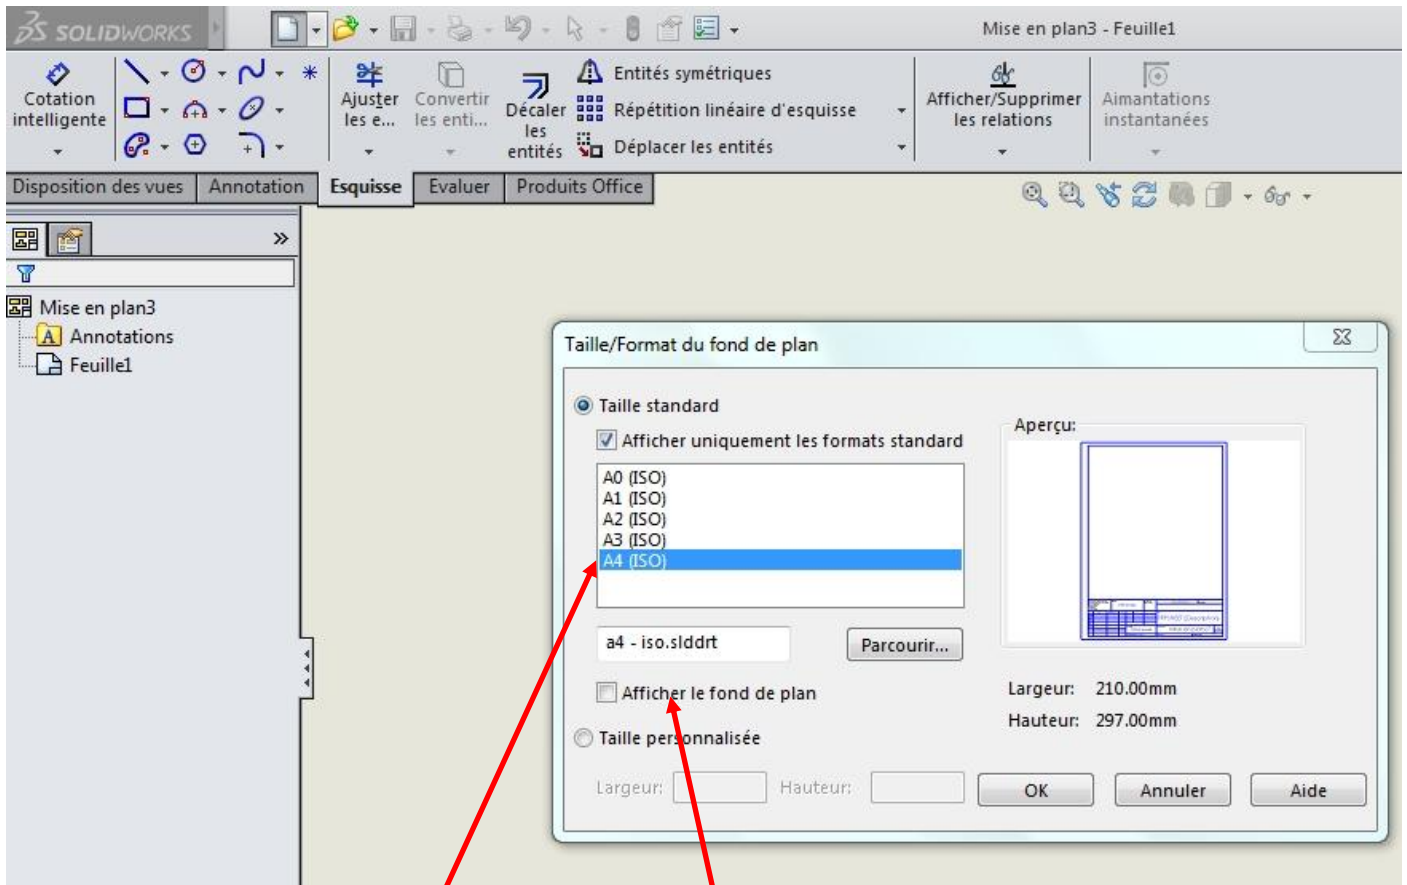 SOLIDWORKS
Mise en plan3 - Feuille1
Cotation
intelligente
Ajuster
les e...
Convertir
les enti...
Décaler
les
entités
Entités symétriques
Répétition linéaire d'esquisse
Déplacer les entités
Afficher/Supprimer
les relations
Aimantations
instantanées
Disposition des vues
Annotation
Esquisse
Evaluer
Produits Office
Mise en plan3
A Annotations
Feuille1
Taille/Format du fond de plan
Taille standard
Afficher uniquement les formats standard
A0 (ISO)
A1 (ISO)
A2 (ISO)
A3 (ISO)
A4 (ISO)
a4 - iso.slddrt
Parcourir...
Afficher le fond de plan
Taille personnalisée
Largeur:
Hauteur:
Aperçu:
Largeur: 210.00mm
Hauteur: 297.00mm
OK
Annuler
Aide